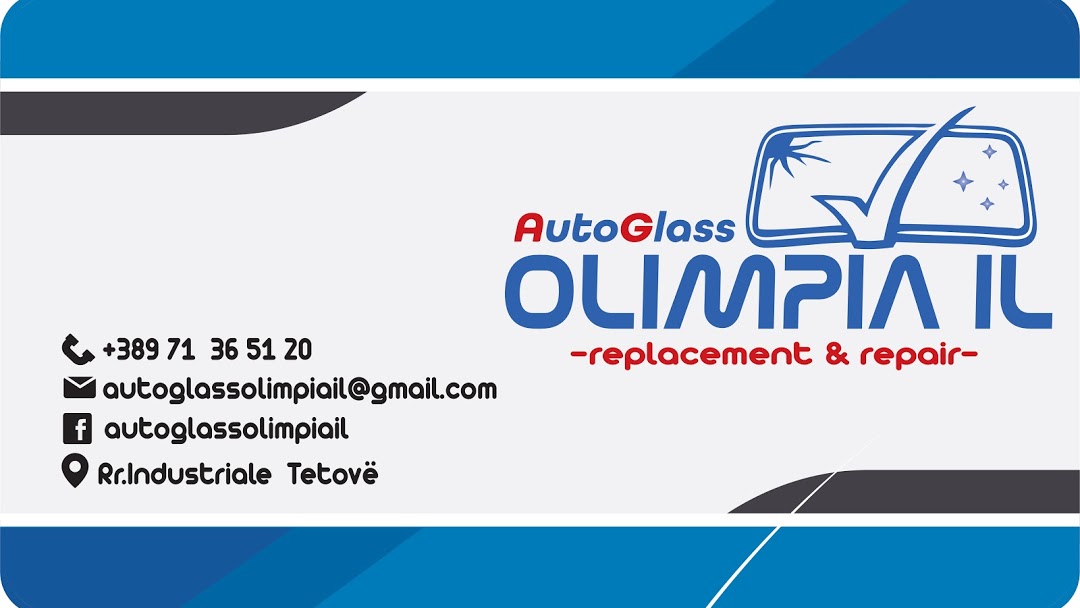 AutoGlass
OLIMPIA IL
-replacement & repair-
+389 71 36 51 20
autoglassolimpiail@gmail.com
autoglassolimpiail
Rr.Industriale Tetovë